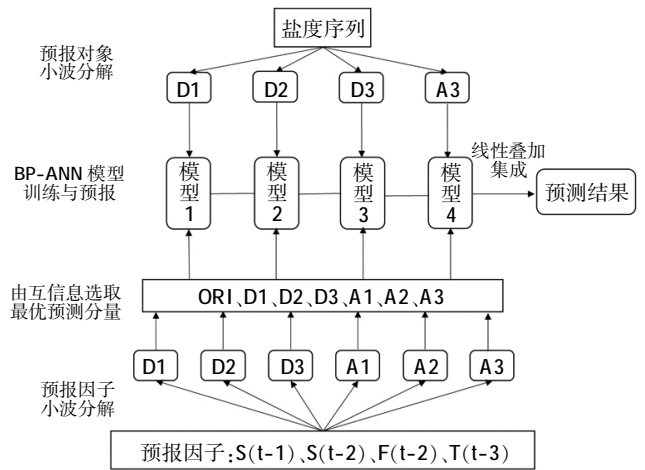 盐度序列
预报对象
小波分解
D1
D2
D3
A3
BP-ANN 模型
训练与预报
模型1
模型2
模型3
模型4
线性叠加
集成
预测结果
由互信息选取
最优预测分量
ORI、D1、D2、D3、A1、A2、A3
D1
D2
D3
A1
A2
A3
预报因子
小波分解
预报因子:S(t-1)、S(t-2)、F(t-2)、T(t-3)